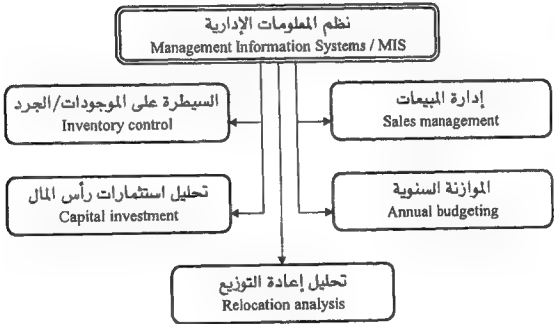 نظم المعلومات الإدارية
Management Information Systems / MIS
السيطرة على الموجودات/الجرد
Inventory control
إدارة المبيعات
Sales management
تحليل استثمارات رأس المال
Capital investment
الموازنة السنوية
Annual budgeting
تحليل إعادة التوزيع
Relocation analysis